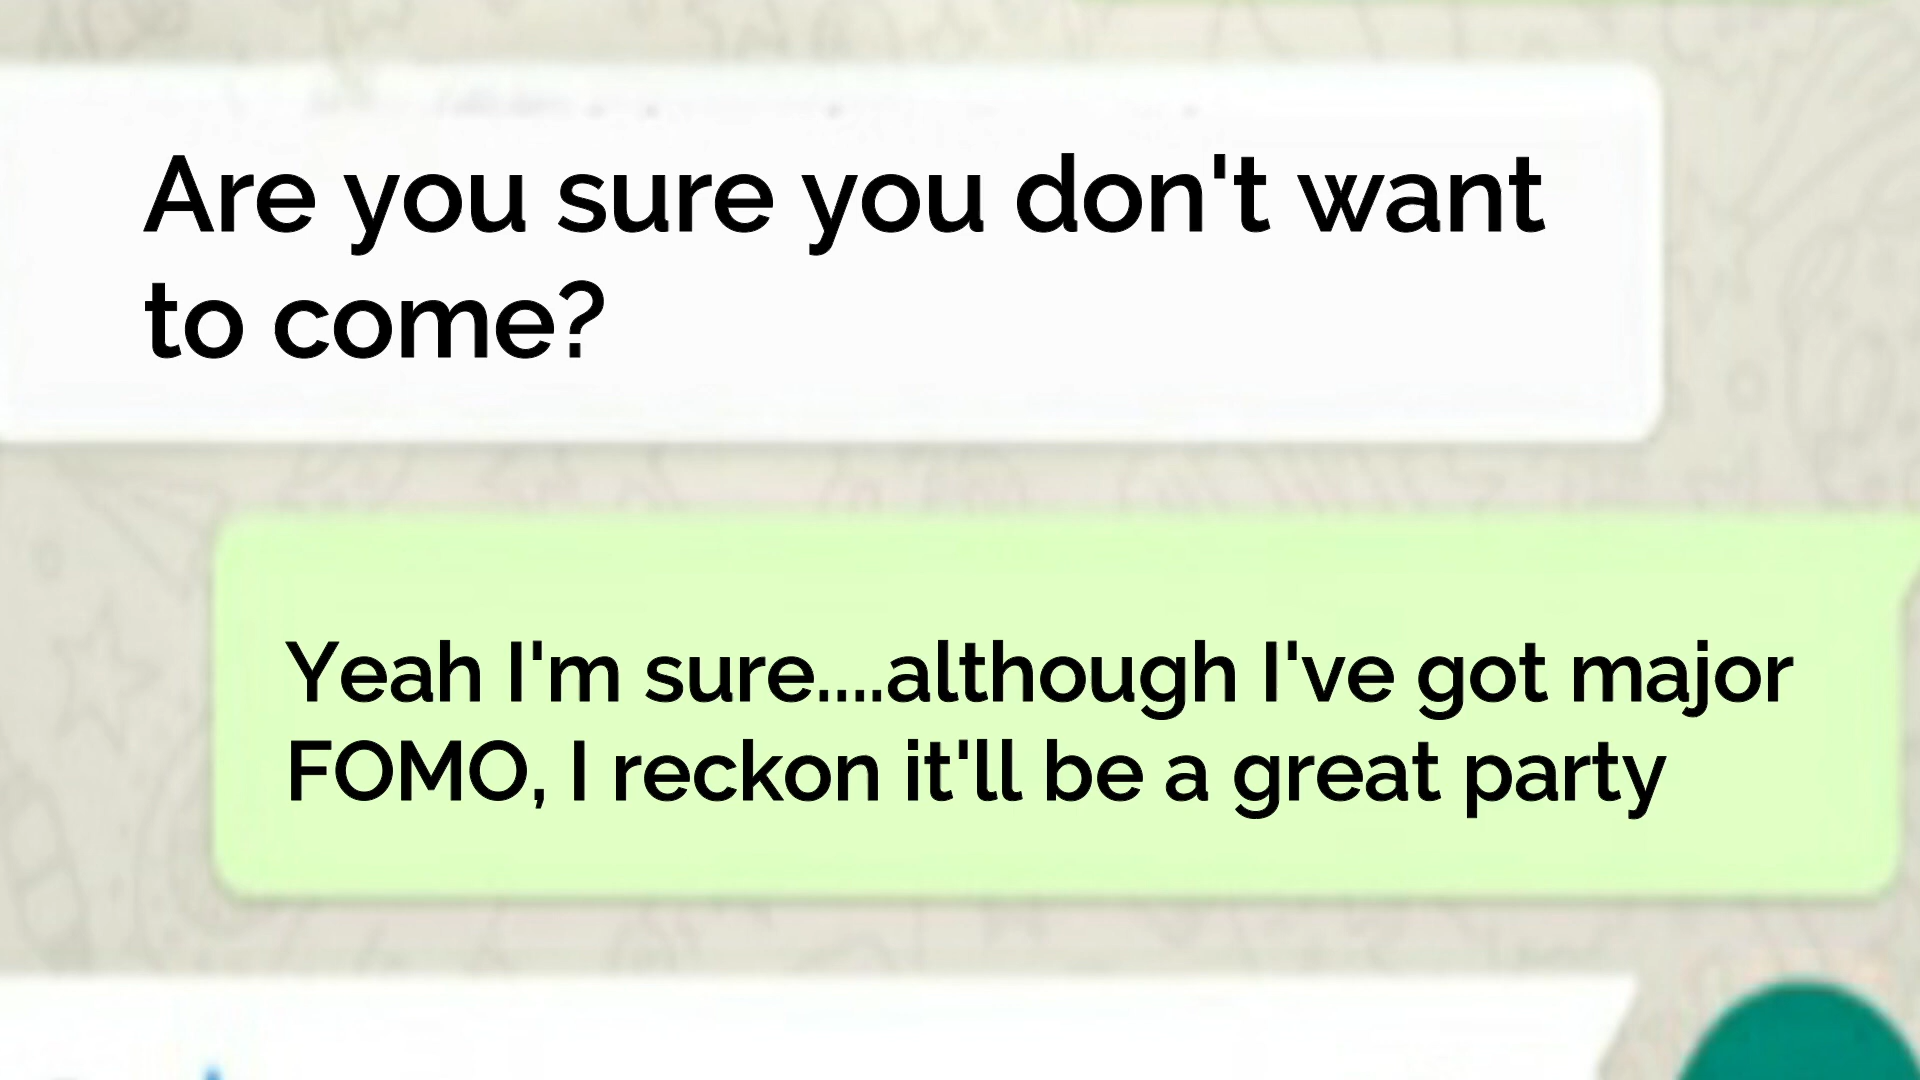 Are you sure you don't want
to come?
Yeah I'm sure....although I've got major
FOMO, I reckon it'll be a great party